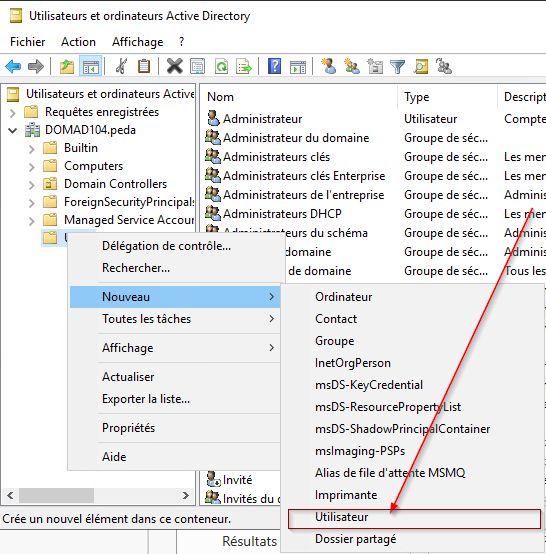 Utilisateurs et ordinateurs Active Directory
Fichier Action Affichage ?
Utilisateurs et ordinateurs Active
Requêtes enregistrées
DOMAD104.peda
Builtin
Computers
Domain Controllers
ForeignSecurityPrincipals
Managed Service Accoun
Nom Type Descript
Administrateur Utilisateur Compte
Administrateur du domaine Groupe de séc...
Administrateurs clés Groupe de séc... Les mem
Administrateurs clés Enterprise Groupe de séc... Les mem
Administrateurs de l'entreprise Groupe de séc... Adminis
Administrateurs DHCP Groupe de séc... Les mem
Administrateurs du schéma Groupe de séc... Adminis
domaine Groupe de séc... Adminis
de domaine Groupe de séc... Tous les
Délégation de contrôle...
Rechercher...
Nouveau
Toutes les tâches
Affichage
Actualiser
Exporter la liste...
Propriétés
Aide
Ordinateur
Contact
Groupe
InetOrgPerson
msDS-KeyCredential
msDS-ResourcePropertyList
msDS-ShadowPrincipalContainer
msImaging-PSPs
Alias de file d'attente MSMQ
Imprimante
Utilisateur
Dossier partagé
Invité
Invités du
Crée un nouvel élément dans ce conteneur.
Résultats